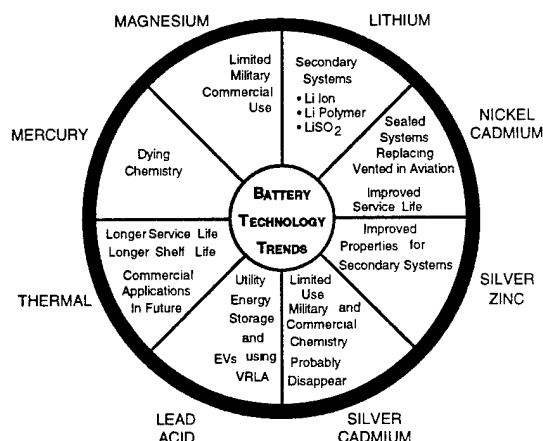 MAGNESIUM
LITHIUM
Limited
Military
Commercial
Use
Secondary
Systems
• Li Ion
• Li Polymer
• LiSO2
NICKEL
CADMIUM
Sealed
Systems
Replacing
Vented in Aviation
Improved
Service Life
MERCURY
Dying
Chemistry
BATTERY
TECHNOLOGY
TRENDS
Improved
Properties for
Secondary Systems
SILVER
ZINC
Longer Service Life
Longer Shelf Life
Commercial
Applications
In Future
THERMAL
Utility
Energy
Storage
and
EVs using
VRLA
Limited
Use
Military and
Commercial
Chemistry
Probably
Disappear
LEAD
ACID
SILVER
CADMIUM